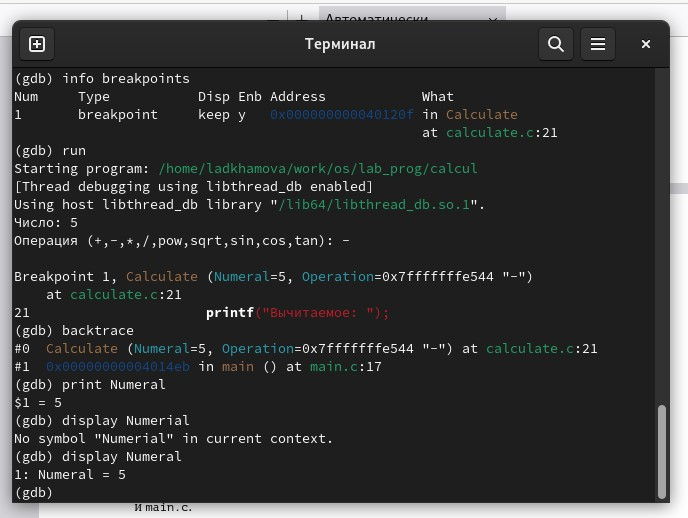 Автоматически
Терминал
(gdb) info breakpoints
Num     Type           Disp Enb Address            What
1       breakpoint     keep y   0x000000000040120f in Calculate
                                                   at calculate.c:21
(gdb) run
Starting program: /home/ladkhamova/work/os/lab_prog/calcul
[Thread debugging using libthread_db enabled]
Using host libthread_db library "/lib64/libthread_db.so.1".
Число: 5
Операция (+,-,*,/,pow,sqrt,sin,cos,tan): -
Breakpoint 1, Calculate (Numeral=5, Operation=0x7fffffffe544 "-")
    at calculate.c:21
21                      printf("Вычитаемое: ");
(gdb) backtrace
#0  Calculate (Numeral=5, Operation=0x7fffffffe544 "-") at calculate.c:21
#1  0x00000000004014eb in main () at main.c:17
(gdb) print Numeral
$1 = 5
(gdb) display Numerial
No symbol "Numerial" in current context.
(gdb) display Numeral
1: Numeral = 5
(gdb)
и main.c.